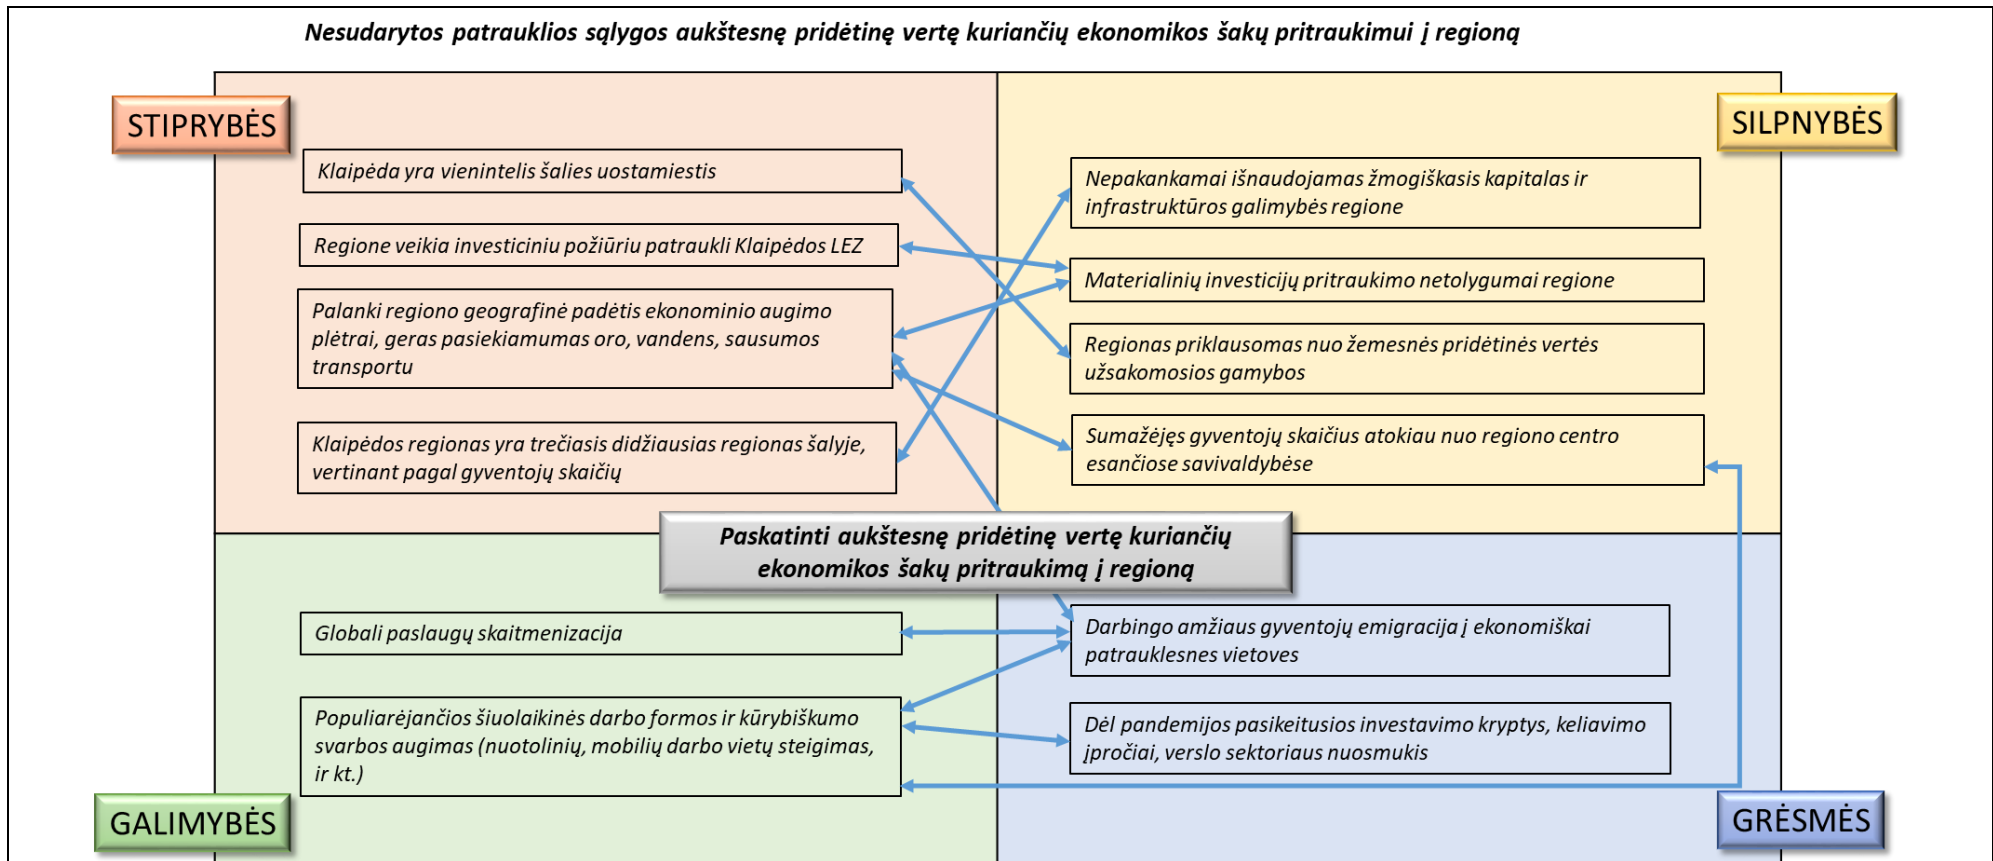 Nesudarytos patrauklios sąlygos aukštesnę pridėtinę vertę kuriančių ekonomikos šakų pritraukimui į regioną
STIPRYBĖS
Klaipėda yra vienintelis šalies uostamiestis
Regione veikia investiciniu požiūriu patraukli Klaipėdos LEZ
Palanki regiono geografinė padėtis ekonominio augimo
plėtrai, geras pasiekiamumas oro, vandens, sausumos
transportu
Klaipėdos regionas yra trečiasis didžiausias regionas šalyje,
vertinant pagal gyventojų skaičių
SILPNYBĖS
Nepakankamai išnaudojamas žmogiškasis kapitalas ir
infrastruktūros galimybės regione
Materialinių investicijų pritraukimo netolygumai regione
Regionas priklausomas nuo žemesnės pridėtinės vertės
užsakomosios gamybos
Sumažėjęs gyventojų skaičius atokiau nuo regiono centro
esančiose savivaldybėse
Paskatinti aukštesnę pridėtinę vertę kuriančių
ekonomikos šakų pritraukimą į regioną
Globali paslaugų skaitmenizacija
Populiarėjančios šiuolaikinės darbo formos ir kūrybiškumo
svarbos augimas (nuotolinių, mobilių darbo vietų steigimas,
ir kt.)
GALIMYBĖS
Darbingo amžiaus gyventojų emigracija į ekonomiškai
patrauklesnes vietoves
Dėl pandemijos pasikeitusios investavimo kryptys, keliavimo
įpročiai, verslo sektoriaus nuosmukis
GRĖSMĖS